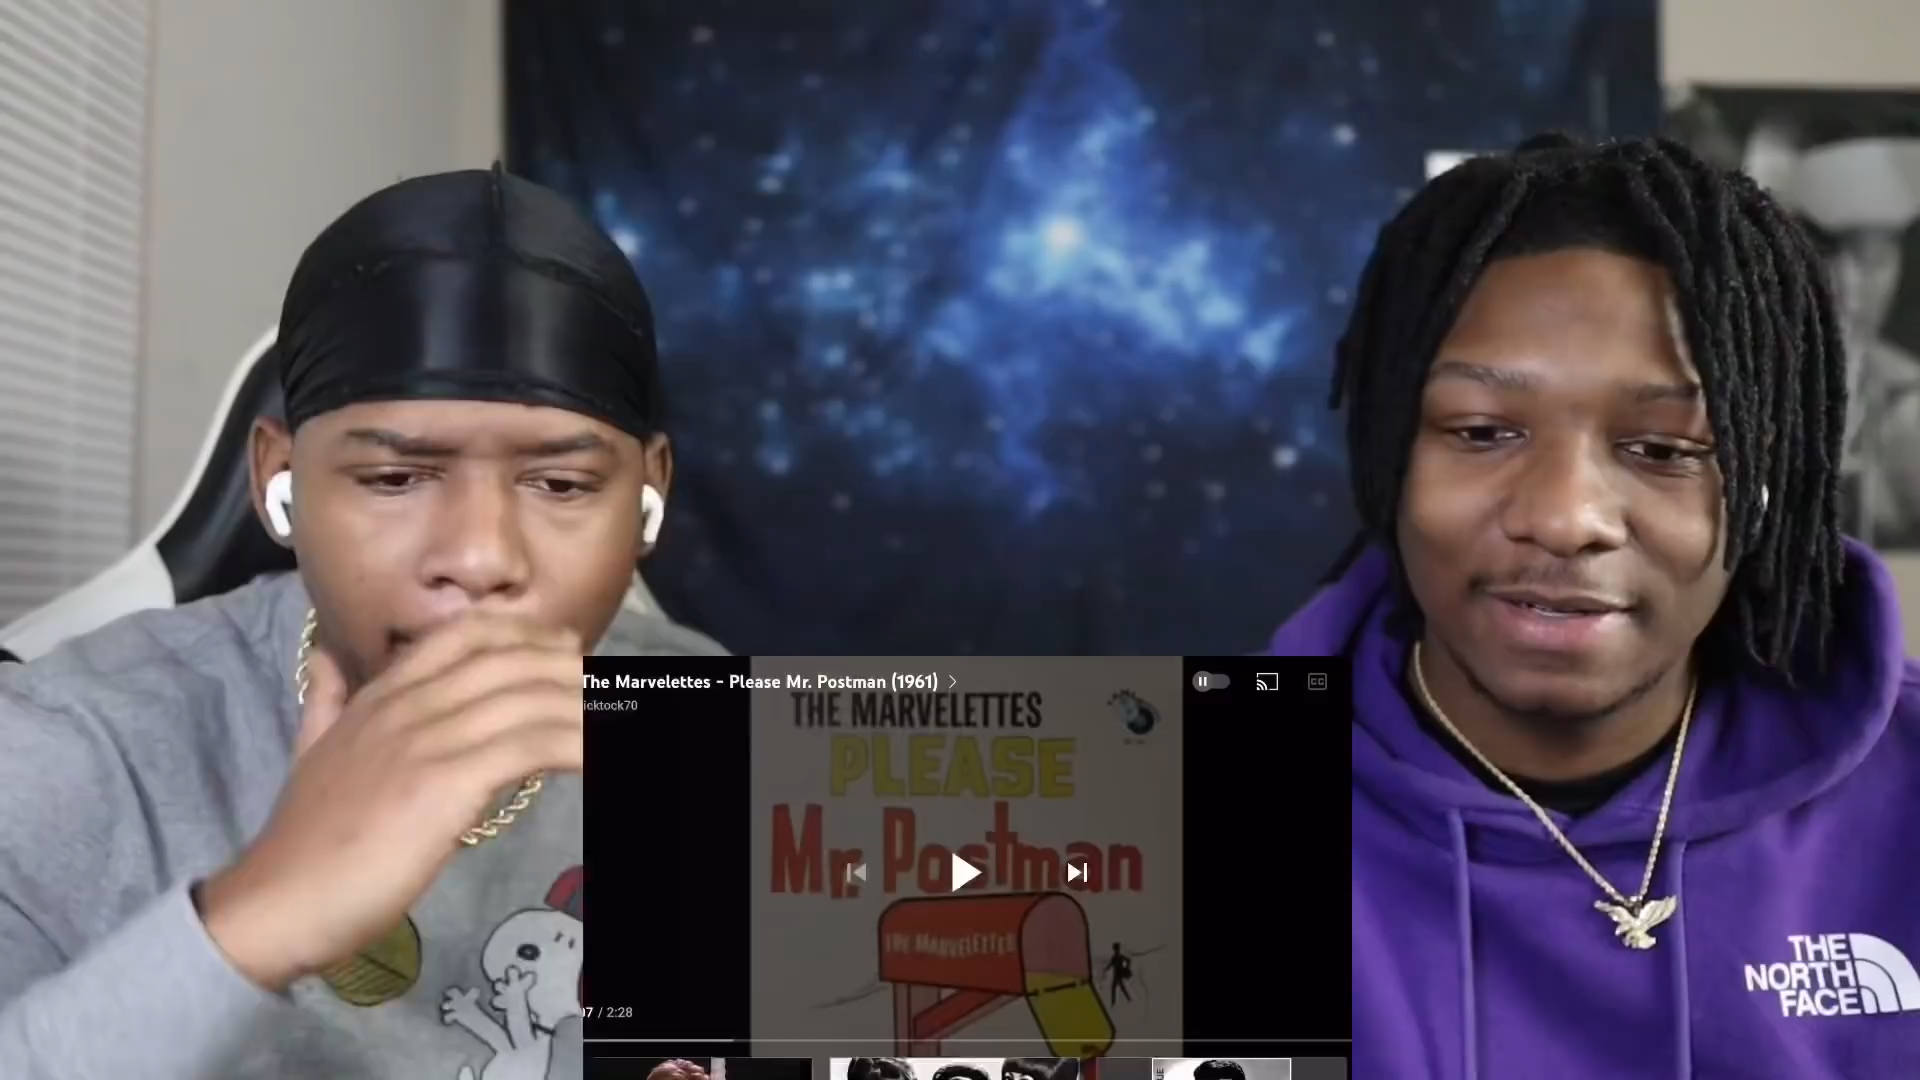 The Marvelettes - Please Mr. Postman (1961)
icktock70
THE MARVELETTES
PLEASE
Mr. Postman
THE MARVELETTES
CC
/ 2:28
THE
NORTH
FACE